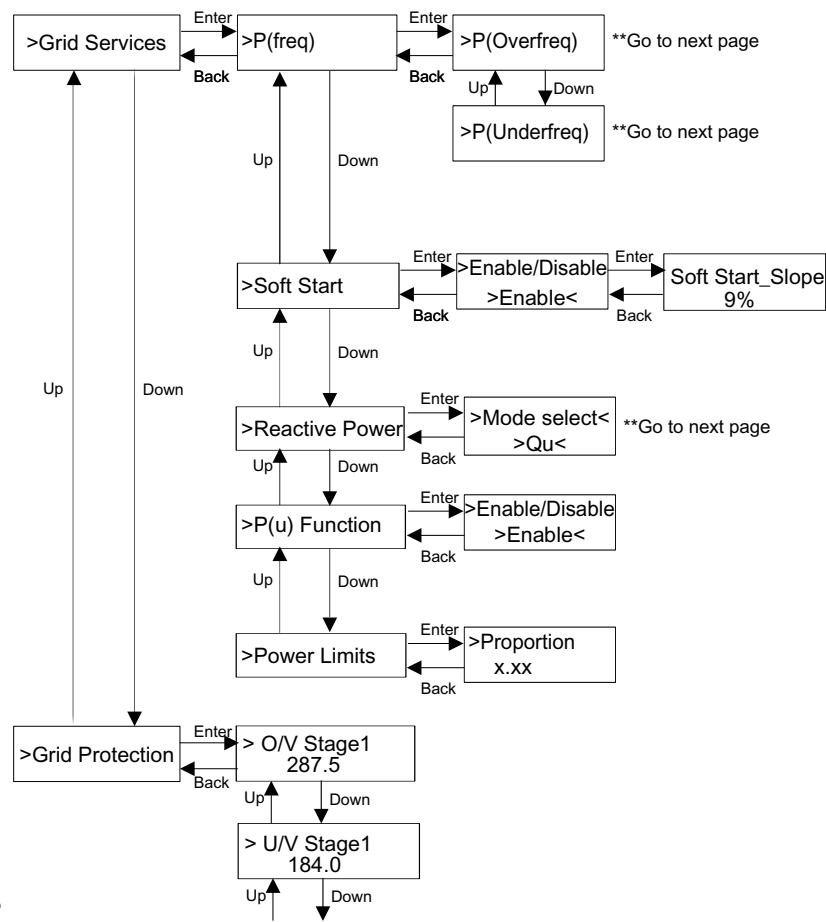 >Grid Services
Enter
Back
>P(freq)
Enter
Back
>P(Overfreq)
**Go to next page
Up
Down
>P(Underfreq)
**Go to next page
Up
Down
>Soft Start
Enter
Back
>Enable/Disable
>Enable<
Enter
Back
Soft Start_Slope
9%
Up
Down
Up
Down
>Reactive Power
Enter
Back
>Mode select<
>Qu<
**Go to next page
Up
Down
>P(u) Function
Enter
Back
>Enable/Disable
>Enable<
Up
Down
>Power Limits
Enter
Back
>Proportion
x.xx
>Grid Protection
Enter
Back
> O/V Stage1
287.5
Up
Down
> U/V Stage1
184.0
Up
Down